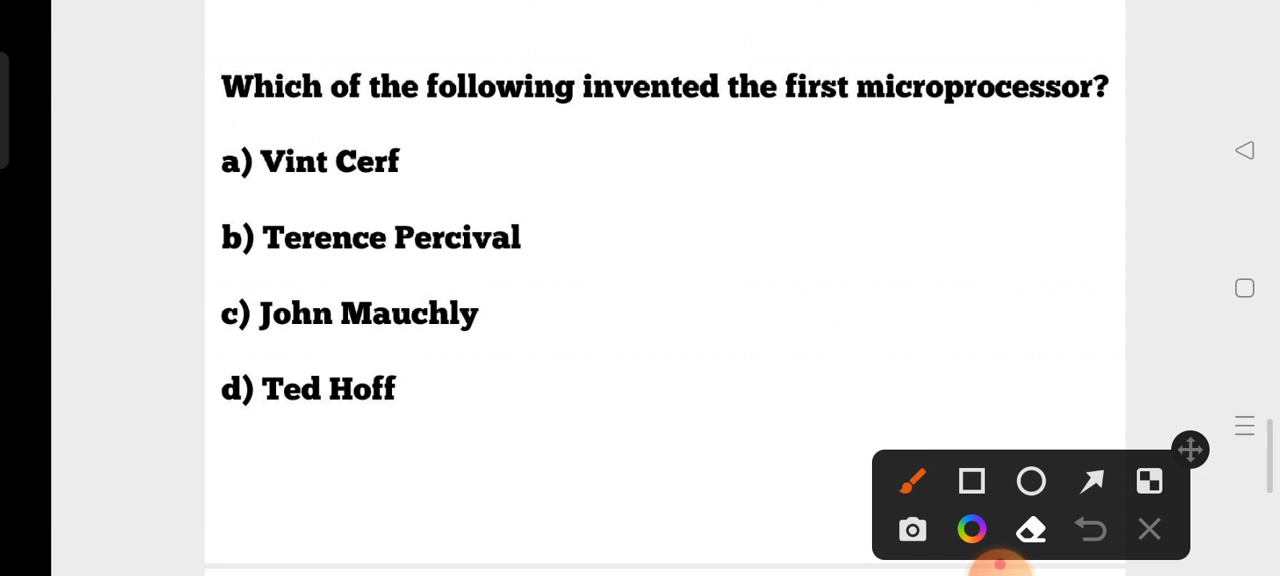 Which of the following invented the first microprocessor?
a) Vint Cerf
b) Terence Percival
c) John Mauchly
d) Ted Hoff